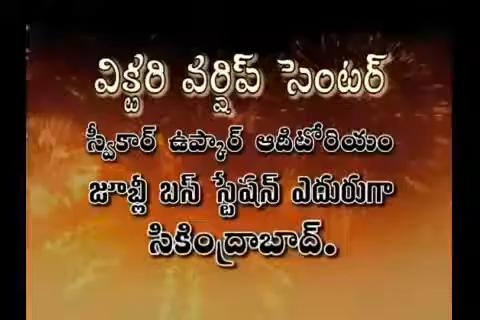 విక్టరి వర్షిప్ సెంటర్
స్వీకార్ ఉప్కార్ ఆడిటోరియం
జూబ్లీ బస్ స్టేషన్ ఎదురుగా
సికింద్రాబాద్.